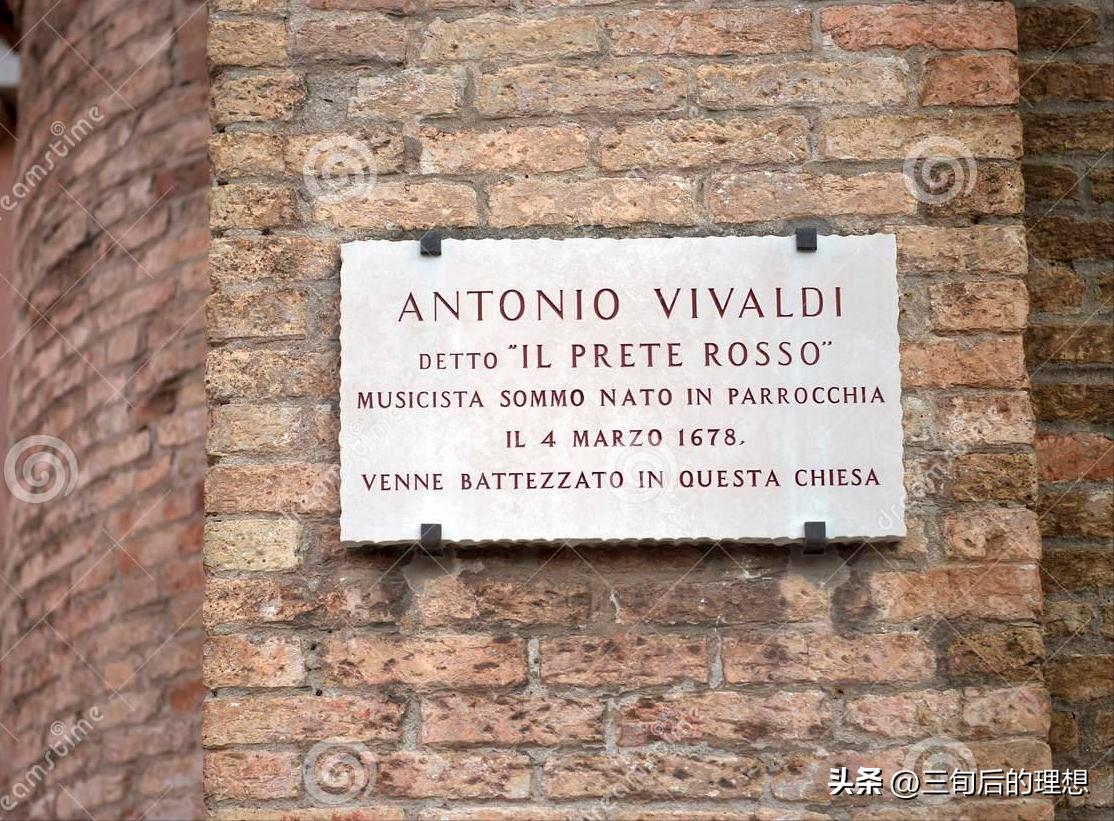 ANTONIO VIVALDI
DETTO "IL PRETE ROSSO"
MUSICISTA SOMMO NATO IN PARROCCHIA
IL 4 MARZO 1678,
VENNE BATTEZZATO IN QUESTA CHIESA
dreamstime
头条 @三旬后的理想